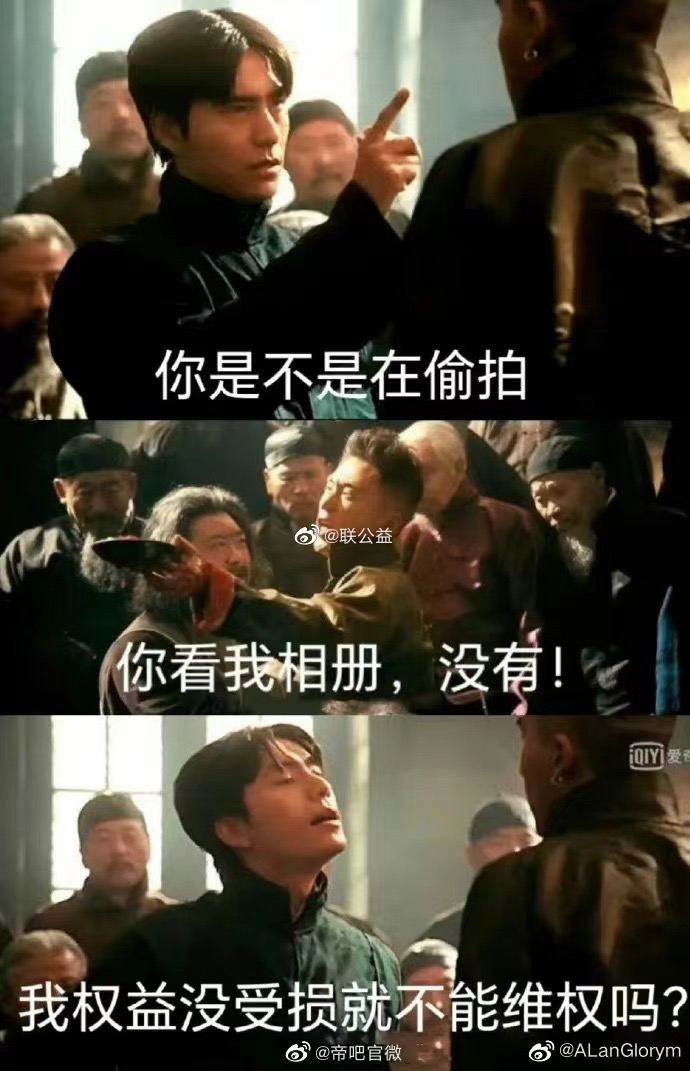 你是不是在偷拍
@联公益
你看我相册，没有！
iQIYI 爱奇
我权益没受损就不能维权吗？
@帝吧官微
@ALanGlorym